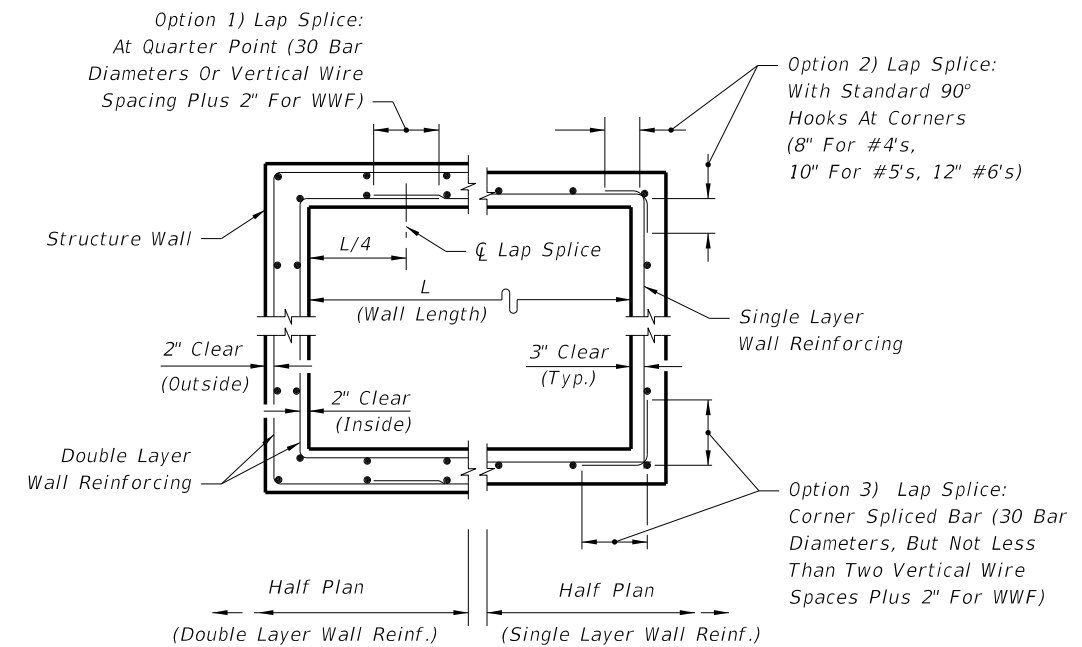 Option 1) Lap Splice:
At Quarter Point (30 Bar
Diameters Or Vertical Wire
Spacing Plus 2" For WWF)
Option 2) Lap Splice:
With Standard 90°
Hooks At Corners
(8" For #4's,
10" For #5's, 12" #6's)
Structure Wall
L/4
℄ Lap Splice
L
(Wall Length)
Single Layer
Wall Reinforcing
2" Clear
(Outside)
3" Clear
(Typ.)
2" Clear
(Inside)
Double Layer
Wall Reinforcing
Option 3) Lap Splice:
Corner Spliced Bar (30 Bar
Diameters, But Not Less
Than Two Vertical Wire
Spaces Plus 2" For WWF)
Half Plan
(Double Layer Wall Reinf.)
Half Plan
(Single Layer Wall Reinf.)